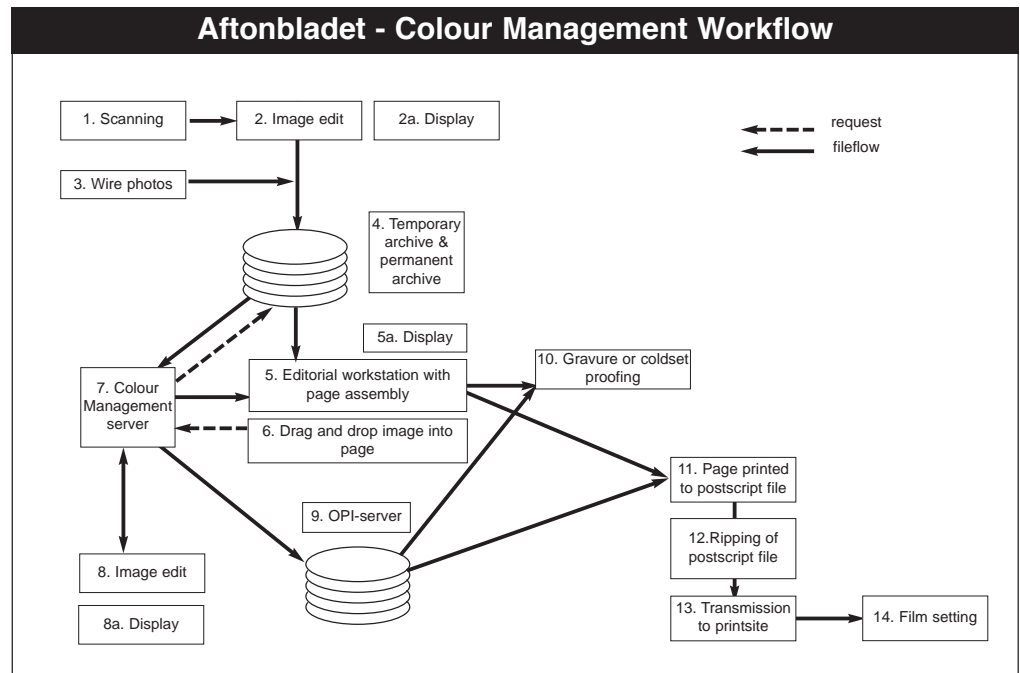 Aftonbladet - Colour Management Workflow
1. Scanning
2. Image edit
2a. Display
request
fileflow
3. Wire photos
4. Temporary
archive &
permanent
archive
5a. Display
10. Gravure or coldset
proofing
7. Colour
Management
server
5. Editorial workstation with
page assembly
6. Drag and drop image into
page
11. Page printed
to postscript file
9. OPI-server
12.Ripping of
postscript file
8. Image edit
13. Transmission
to printsite
14. Film setting
8a. Display